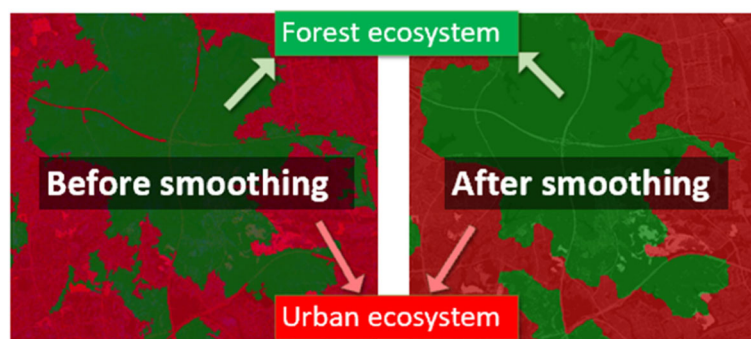 Forest ecosystem
Before smoothing
After smoothing
Urban ecosystem